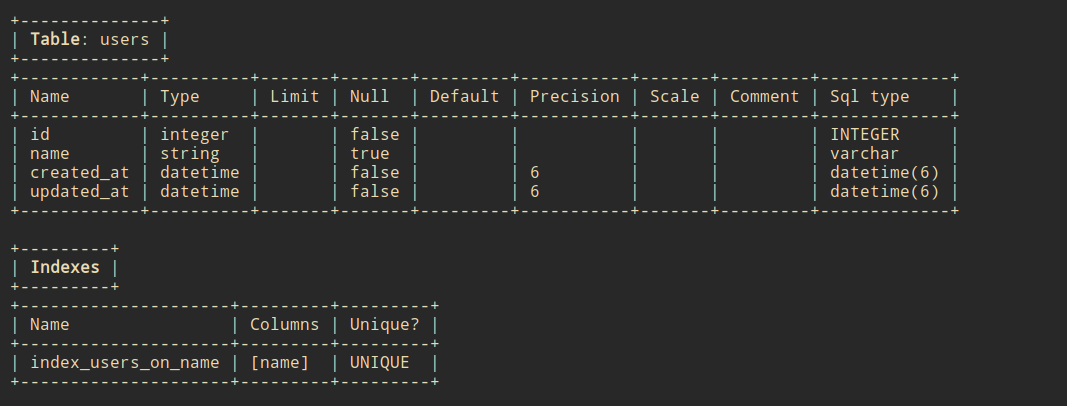 +--------------+
| Table: users |
+--------------+
+------------+----------+-------+-------+---------+-----------+-------+---------+-------------+
| Name       | Type     | Limit | Null  | Default | Precision | Scale | Comment | Sql type    |
+------------+----------+-------+-------+---------+-----------+-------+---------+-------------+
| id         | integer  |       | false |         |           |       |         | INTEGER     |
| name       | string   |       | true  |         |           |       |         | varchar     |
| created_at | datetime |       | false |         | 6         |       |         | datetime(6) |
| updated_at | datetime |       | false |         | 6         |       |         | datetime(6) |
+------------+----------+-------+-------+---------+-----------+-------+---------+-------------+

+---------+
| Indexes |
+---------+
+---------------------+---------+---------+
| Name                | Columns | Unique? |
+---------------------+---------+---------+
| index_users_on_name | [name]  | UNIQUE  |
+---------------------+---------+---------+